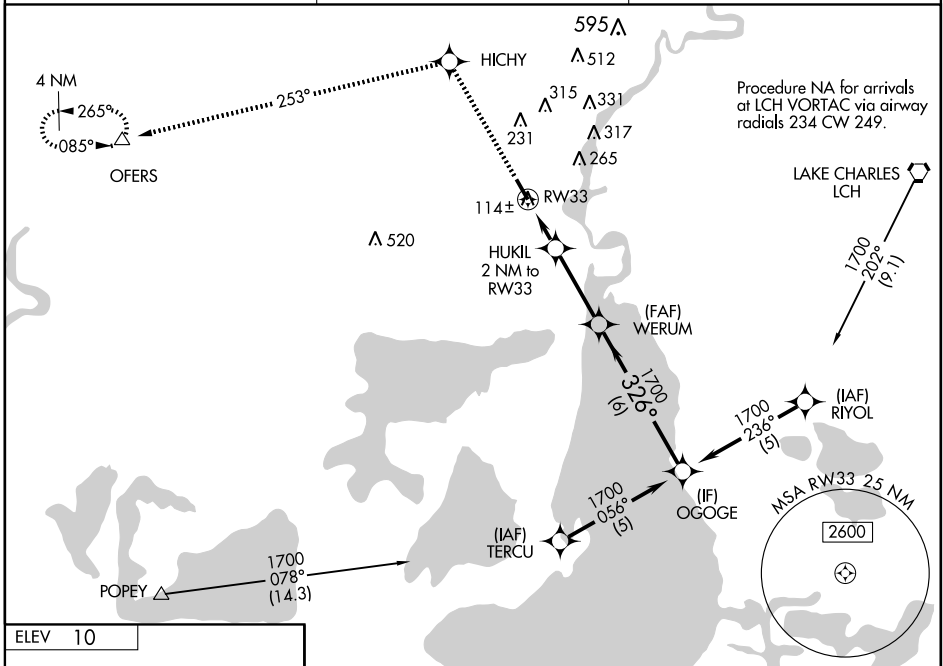 595
512
HICHY
4 NM
265°
085°
OFERS
253°
315
331
231
317
265
Procedure NA for arrivals
at LCH VORTAC via airway
radials 234 CW 249.
LAKE CHARLES
LCH
1700
202°
(9.1)
114±
RW33
520
HUKIL
2 NM to
RW33
(FAF)
WERUM
1700
326°
(6)
1700
236°
(5)
(IAF)
RIYOL
(IF)
OGOGE
1700
056°
(5)
(IAF)
TERCU
1700
078°
(14.3)
POPEY
MSA RW33 25 NM
2600
ELEV 10